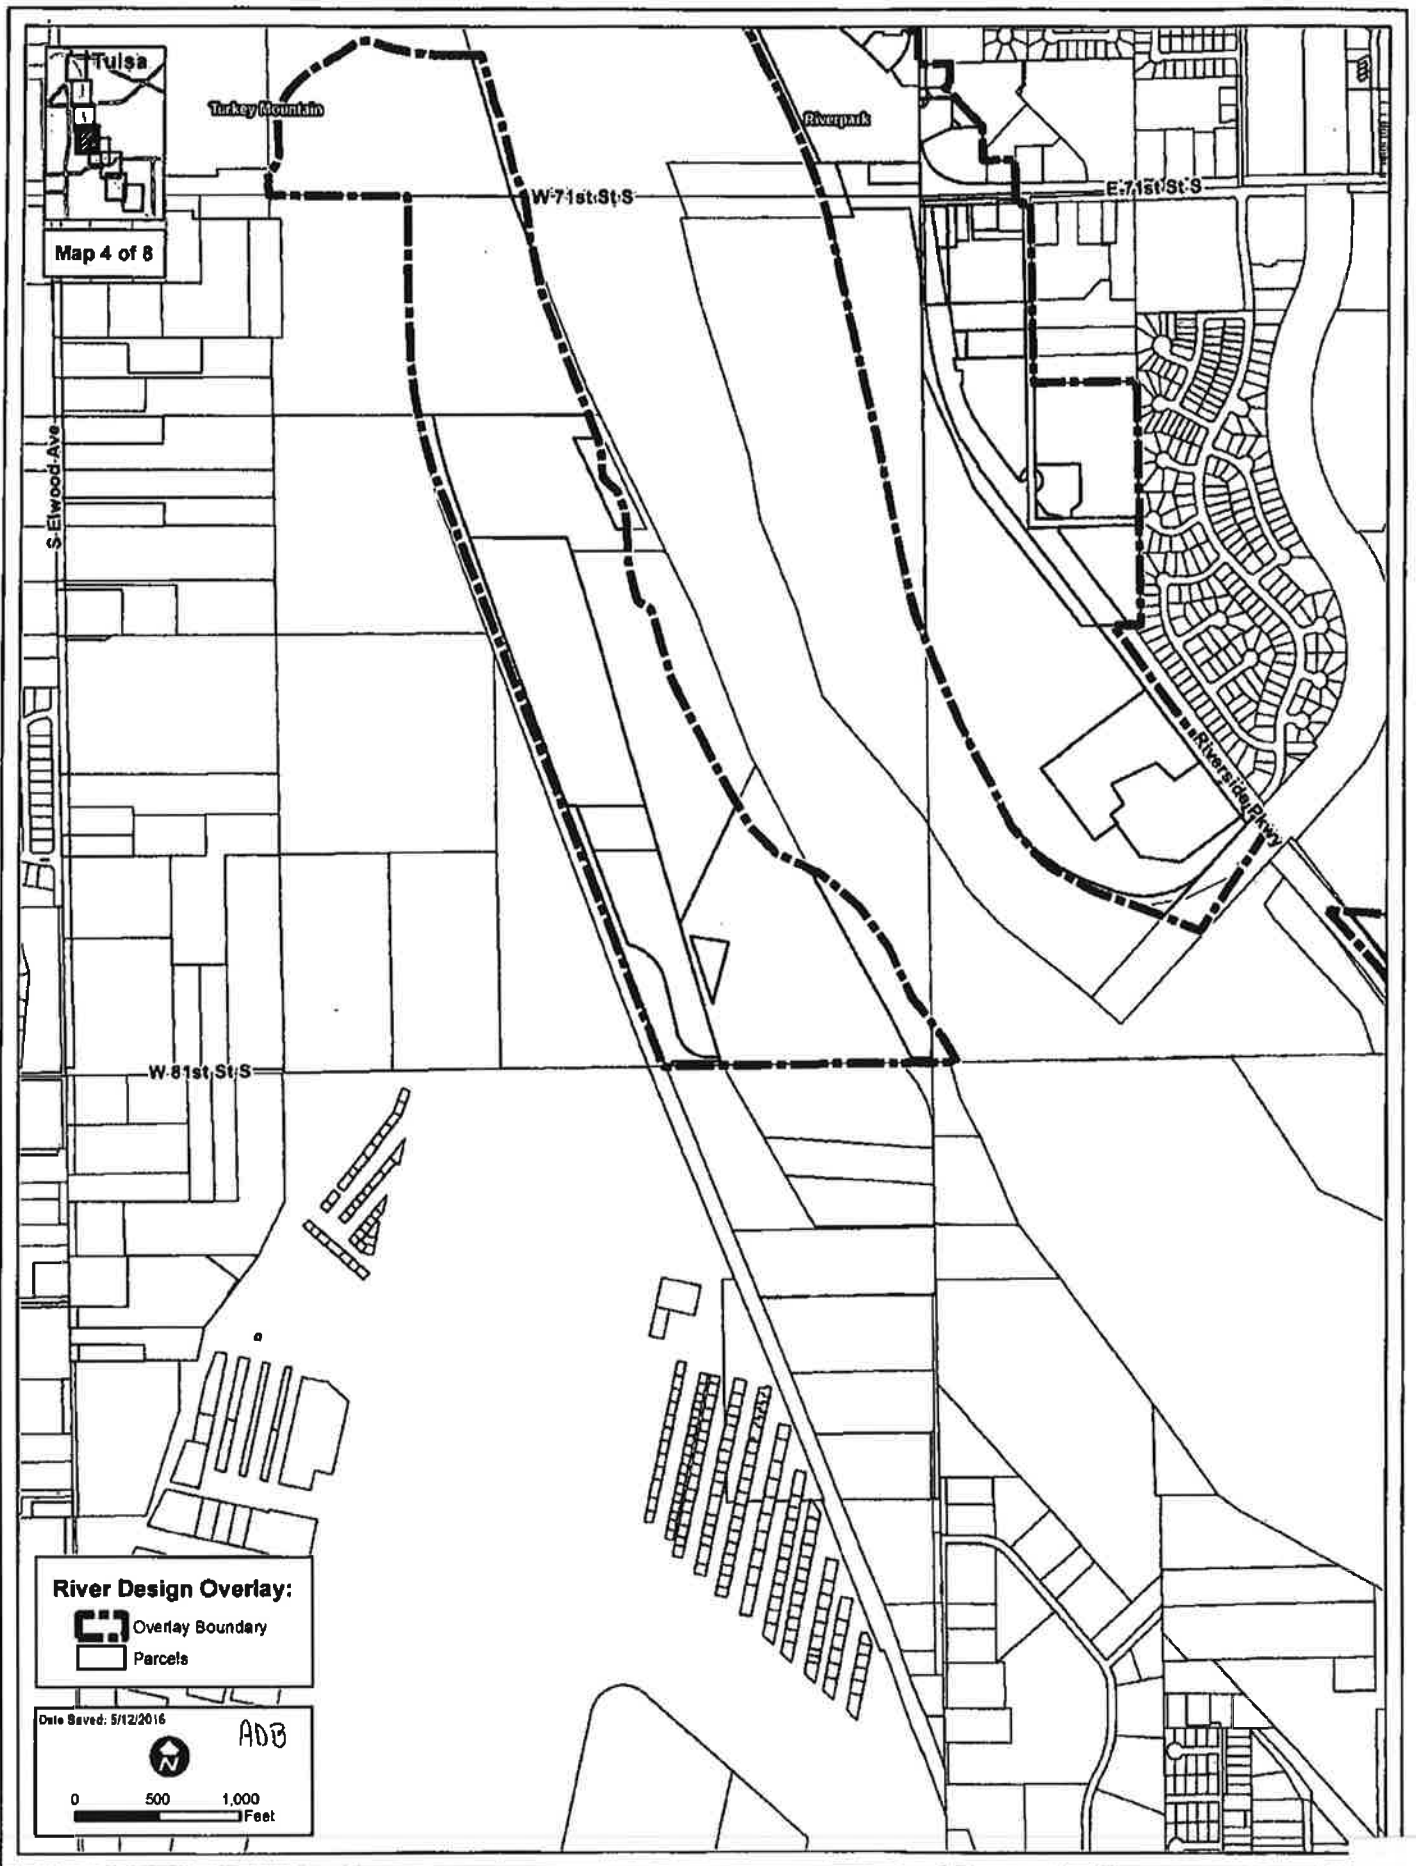 Tulsa
Turkey Mountain
Riverpark
W 71st St S
E 71st St S
Map 4 of 8
S Elwood Ave
Riverside Pkwy
W 81st St S
River Design Overlay:
Overlay Boundary
Parcels
Date Saved: 5/12/2016
ADB
N
0 500 1,000
Feet